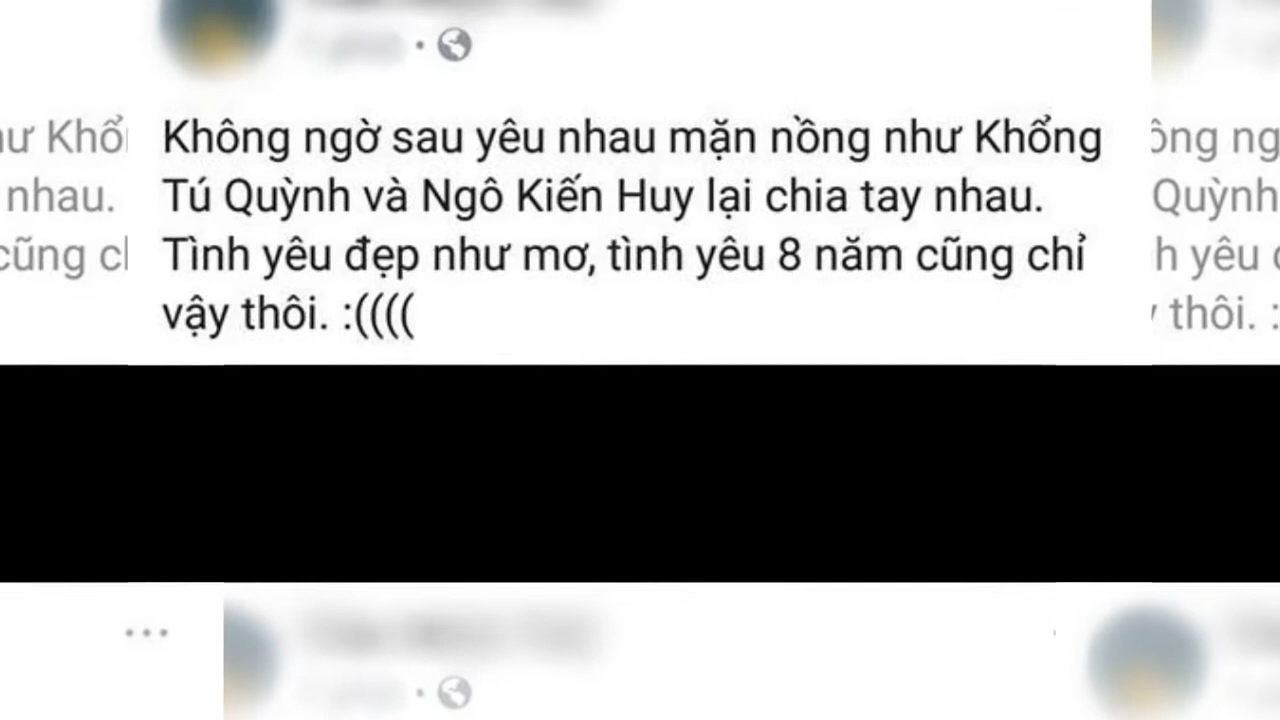 Không ngờ sau yêu nhau mặn nồng như Khổng
Tú Quỳnh và Ngô Kiến Huy lại chia tay nhau.
Tình yêu đẹp như mơ, tình yêu 8 năm cũng chỉ
vậy thôi. :((((